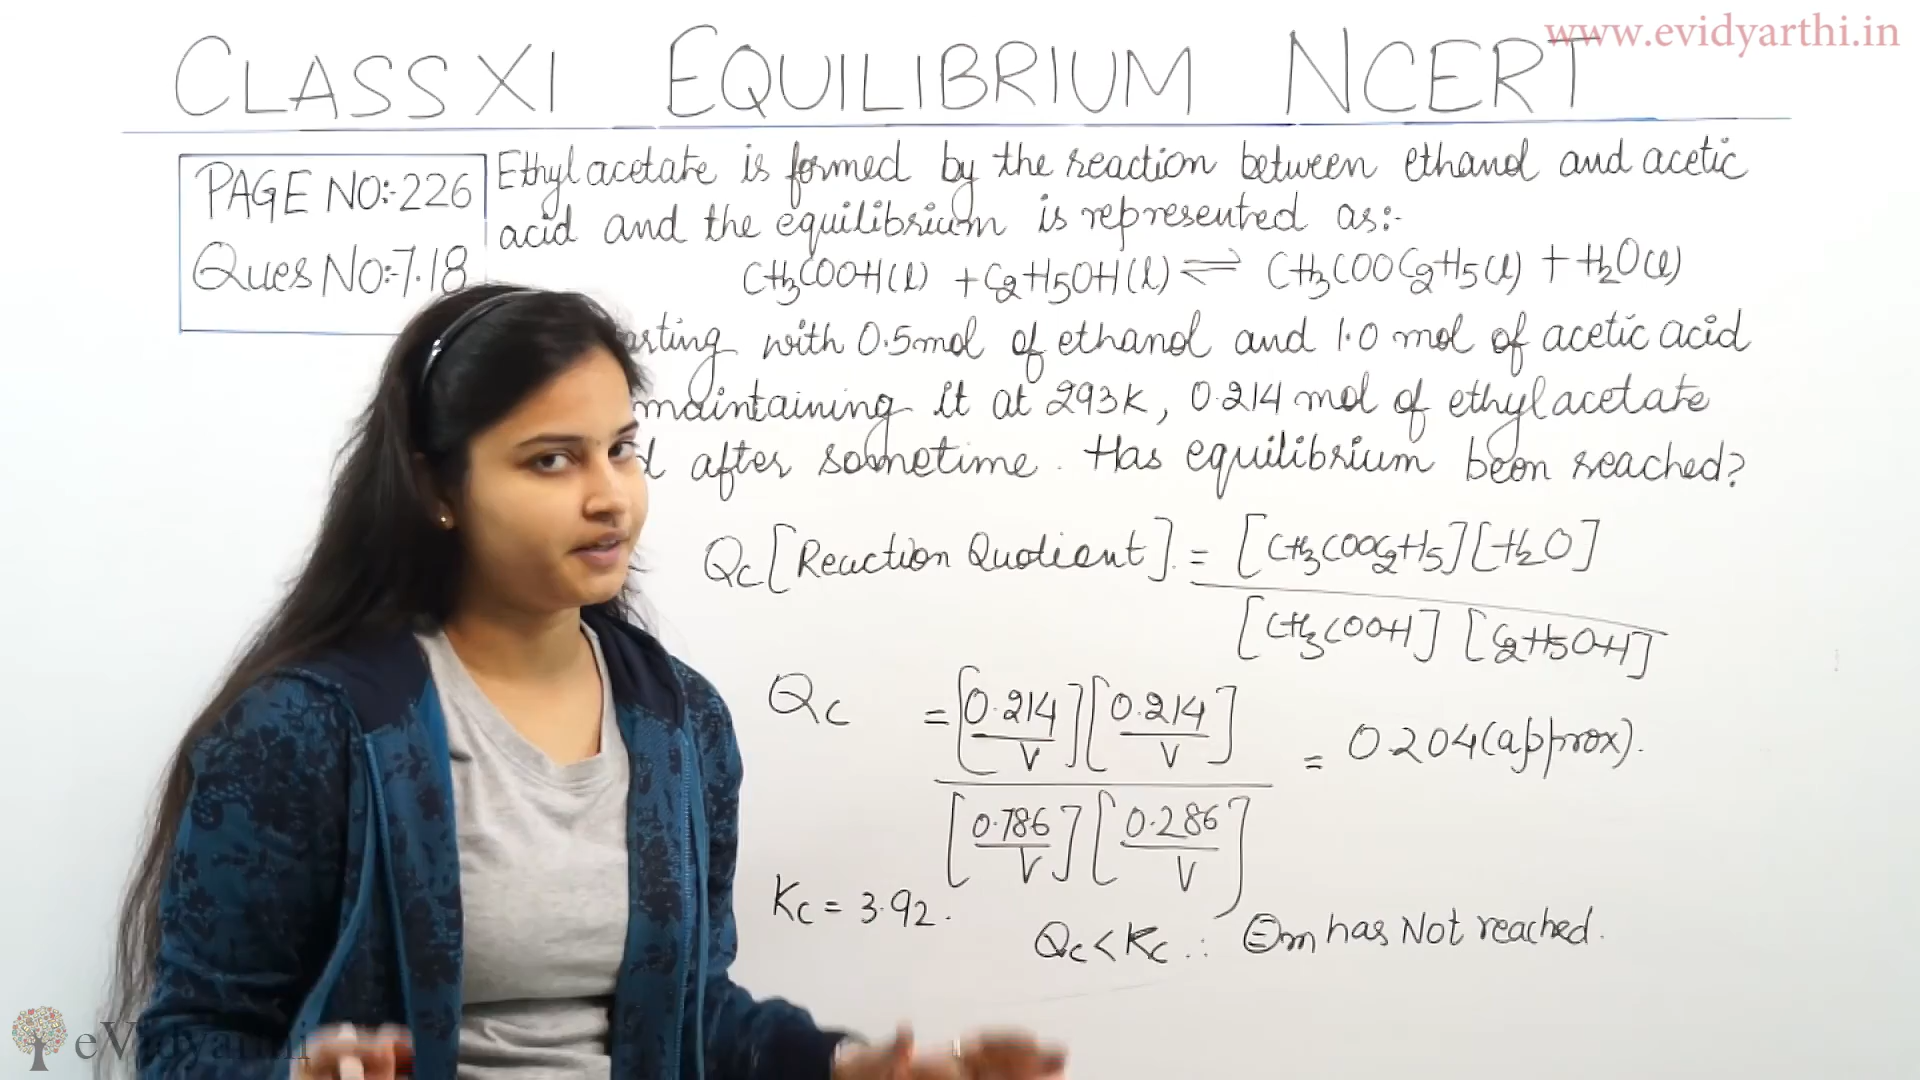 www.evidyarthi.in
CLASS XI EQUILIBRIUM NCERT
PAGE NO:-226
Ques NO:-7.18
Ethyl acetate is formed by the reaction between ethanol and acetic
acid and the equilibrium is represented as:-
CH3COOH(l) + C2H5OH(l) ⇌ CH3COOC2H5(l) + H2O(l)
with 0.5mol of ethanol and 1.0 mol of acetic acid
maintaining it at 293K, 0.214 mol of ethyl acetate
after sometime. Has equilibrium been reached?
Qc [Reaction Quotient] = [CH3COOC2H5][H2O]
[CH3COOH] [C2H5OH]
Qc = [0.214/V][0.214/V] = 0.204(approx).
[0.786/V][0.286/V]
Kc = 3.92.
Qc < Kc ∴ Eqm has Not reached.
eVidyarthi